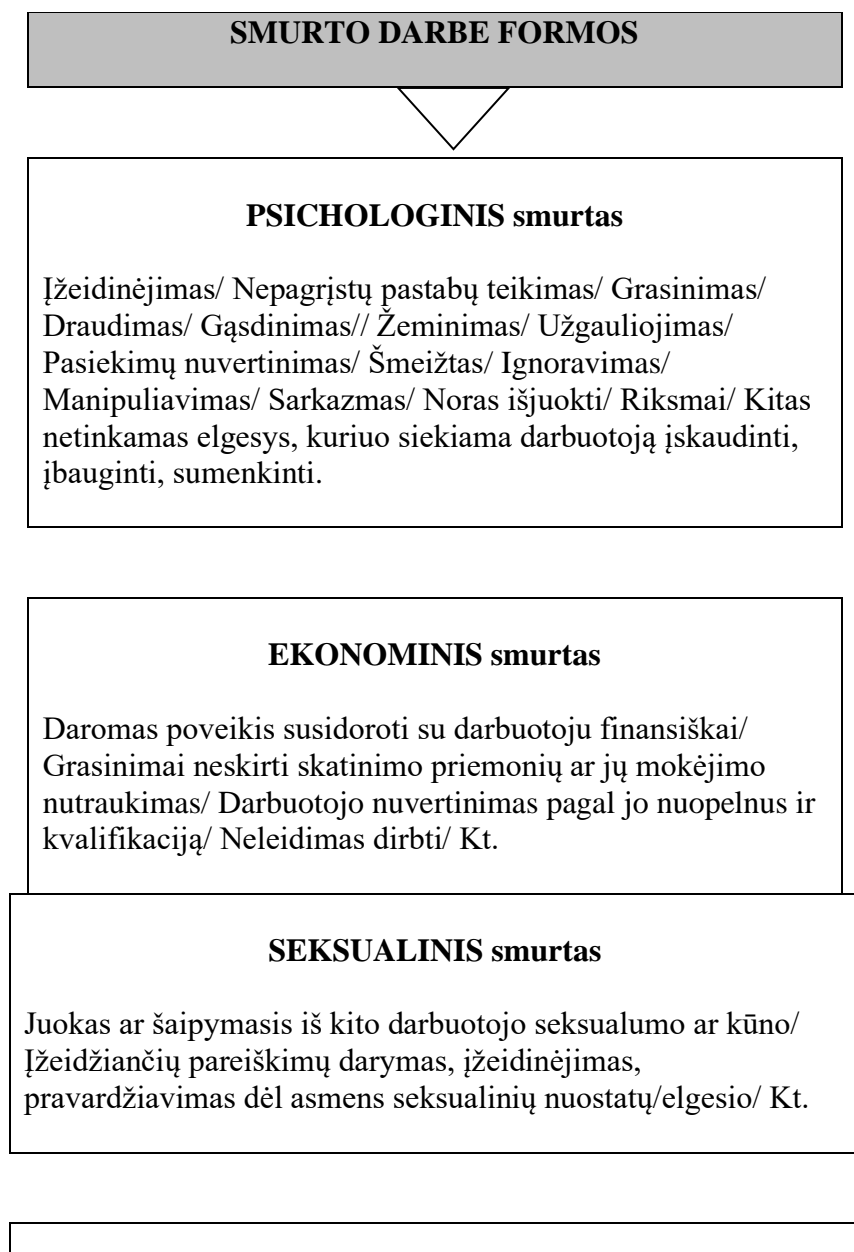 SMURTO DARBE FORMOS
PSICHOLOGINIS smurtas
Įžeidinėjimas/ Nepagrįstų pastabų teikimas/ Grasinimas/
Draudimas/ Gąsdinimas// Žeminimas/ Užgauliojimas/
Pasiekimų nuvertinimas/ Šmeižtas/ Ignoravimas/
Manipuliavimas/ Sarkazmas/ Noras išjuokti/ Riksmai/ Kitas
netinkamas elgesys, kuriuo siekiama darbuotoją įskaudinti,
įbauginti, sumenkinti.
EKONOMINIS smurtas
Daromas poveikis susidoroti su darbuotoju finansiškai/
Grasinimai neskirti skatinimo priemonių ar jų mokėjimo
nutraukimas/ Darbuotojo nuvertinimas pagal jo nuopelnus ir
kvalifikaciją/ Neleidimas dirbti/ Kt.
SEKSUALINIS smurtas
Juokas ar šaipymasis iš kito darbuotojo seksualumo ar kūno/
Įžeidžiančių pareiškimų darymas, įžeidinėjimas,
pravardžiavimas dėl asmens seksualinių nuostatų/elgesio/ Kt.